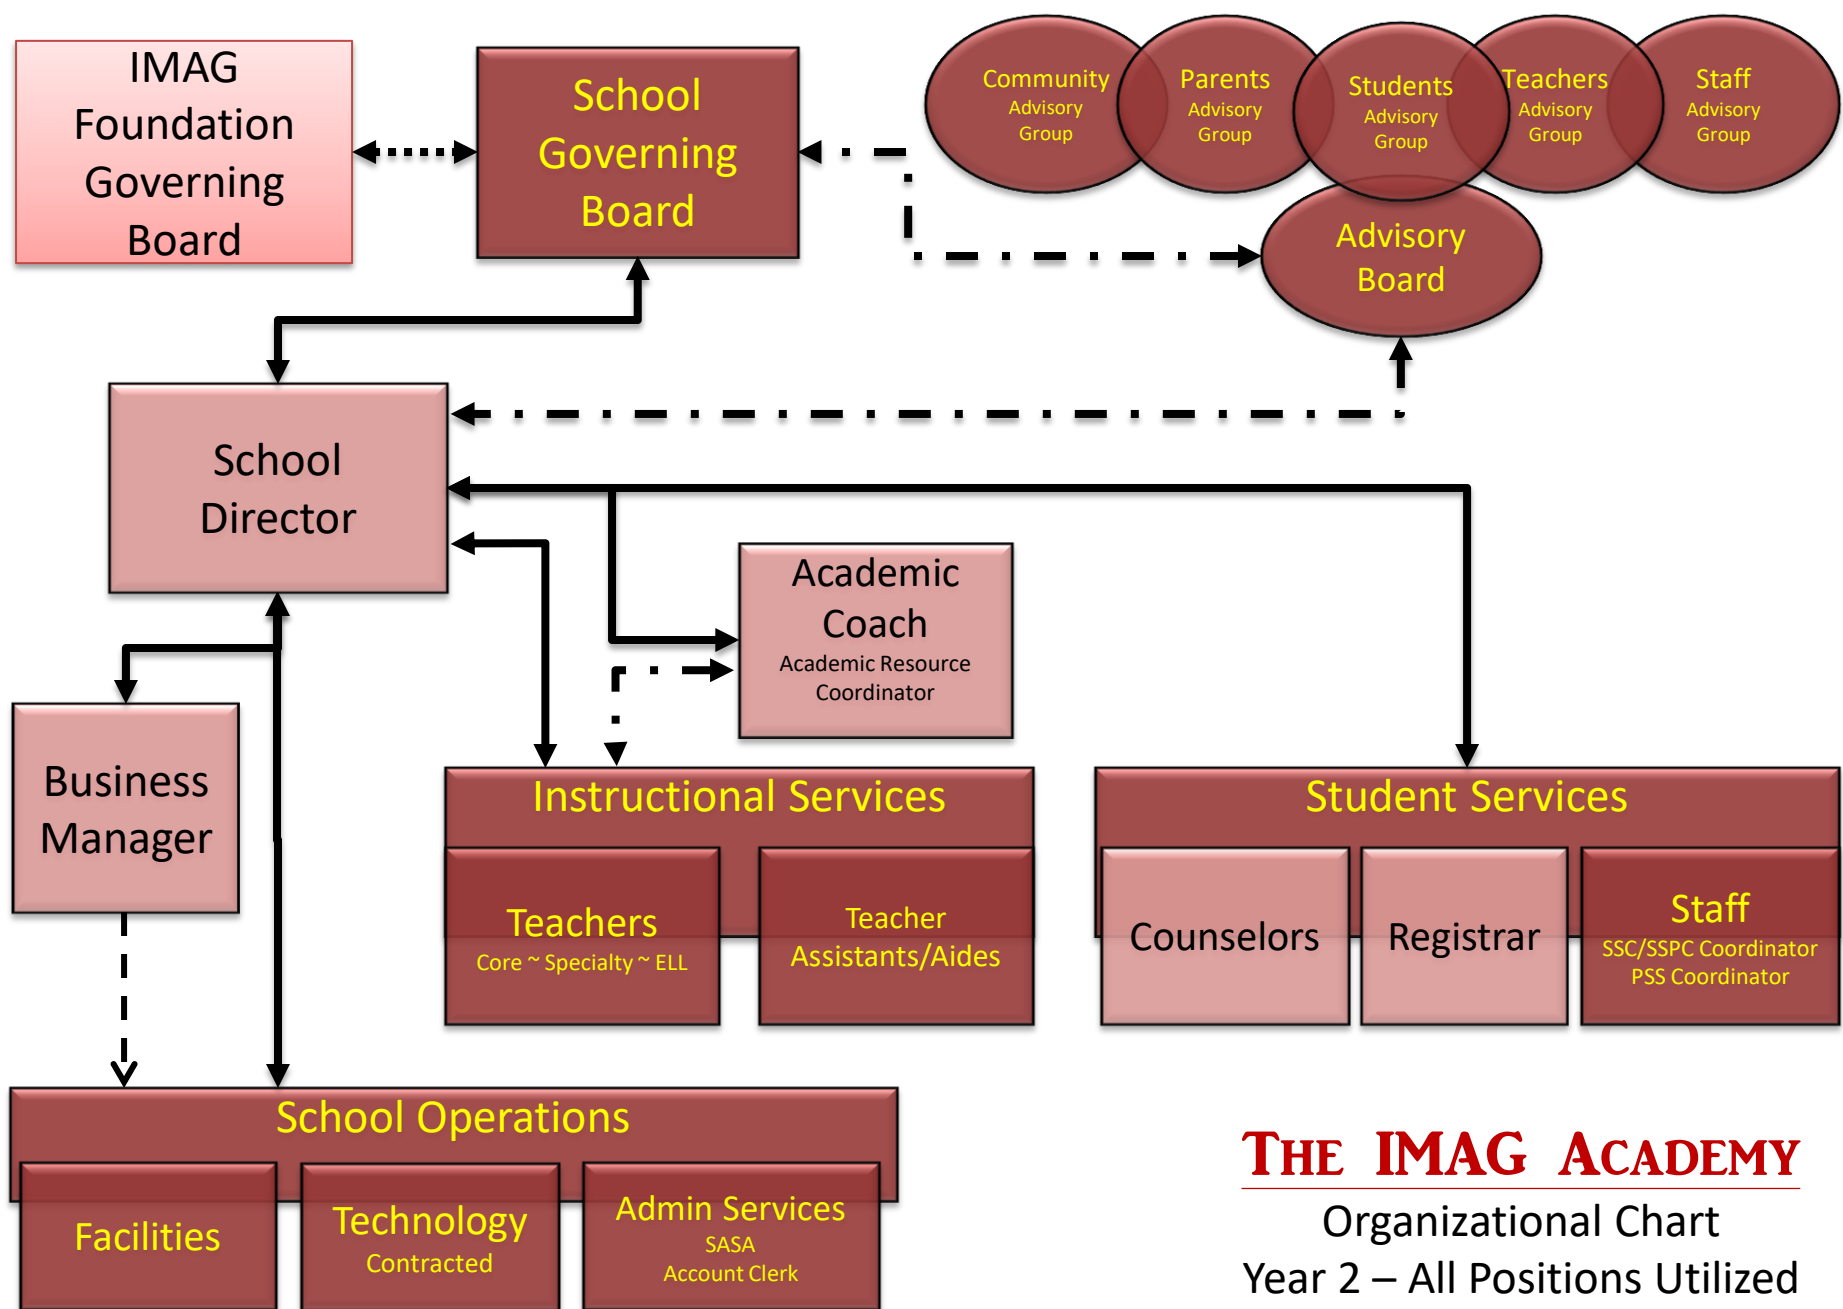 IMAG
Foundation
Governing
Board
School
Governing
Board
Community
Advisory
Group
Parents
Advisory
Group
Students
Advisory
Group
Teachers
Advisory
Group
Staff
Advisory
Group
Advisory
Board
School
Director
Academic
Coach
Academic Resource
Coordinator
Business
Manager
Instructional Services
Teachers
Core ~ Specialty ~ ELL
Teacher
Assistants/Aides
Student Services
Counselors
Registrar
Staff
SSC/SSPC Coordinator
PSS Coordinator
School Operations
Facilities
Technology
Contracted
Admin Services
SASA
Account Clerk
THE IMAG ACADEMY
Organizational Chart
Year 2 – All Positions Utilized